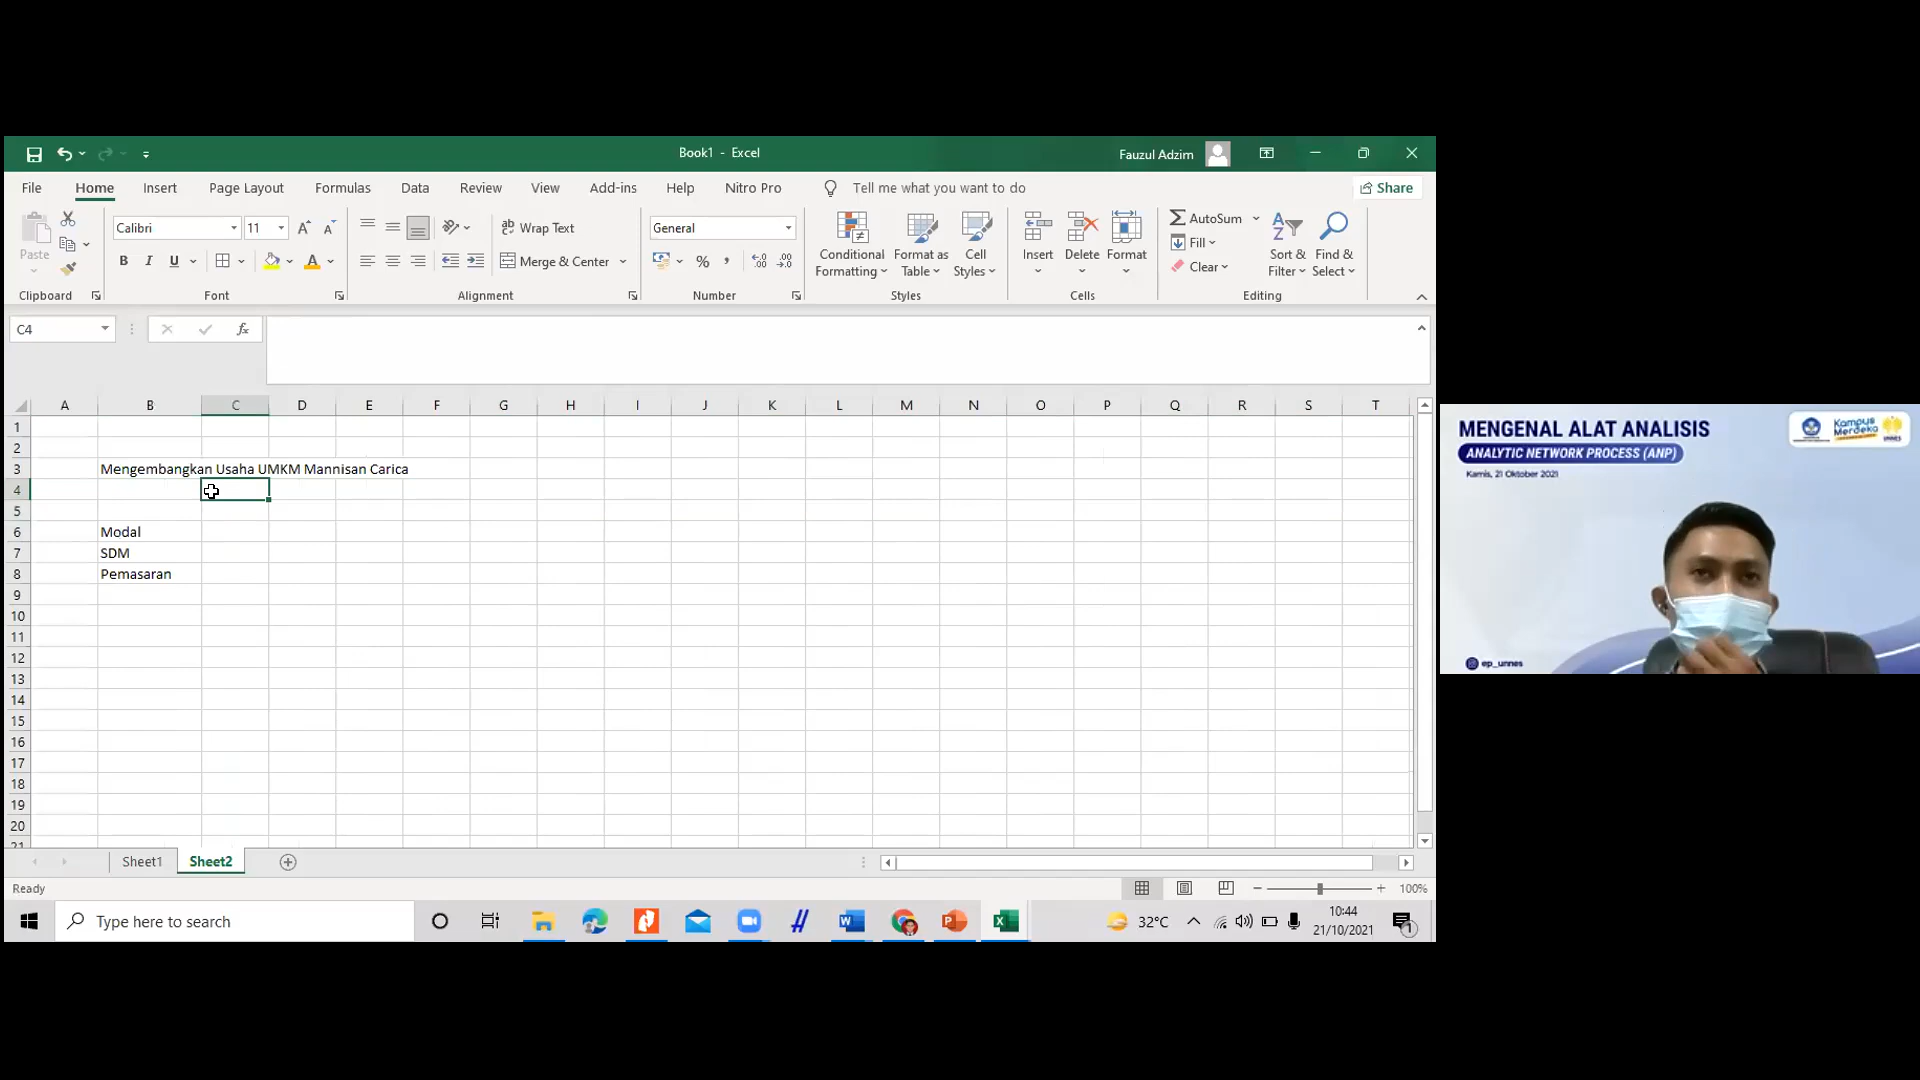 Book1 - Excel
Fauzul Adzim
File Home Insert Page Layout Formulas Data Review View Add-ins Help Nitro Pro Tell me what you want to do Share
Paste
Calibri 11
B I U
Wrap Text
Merge & Center
General
%
Conditional Formatting
Format as Table
Cell Styles
Insert
Delete
Format
AutoSum
Fill
Clear
Sort & Filter
Find & Select
Clipboard Font Alignment Number Styles Cells Editing
C4
fx
A B C D E F G H I J K L M N O P Q R S T
1
2
3 Mengembangkan Usaha UMKM Mannisan Carica
4
5
6 Modal
7 SDM
8 Pemasaran
9
10
11
12
13
14
15
16
17
18
19
20
21
Sheet1 Sheet2
Ready
100%
Type here to search
32°C
10:44
21/10/2021
1
MENGENAL ALAT ANALISIS
ANALYTIC NETWORK PROCESS (ANP)
Kamis, 21 Oktober 2021
Kampus Merdeka
UNNES
ep_unnes